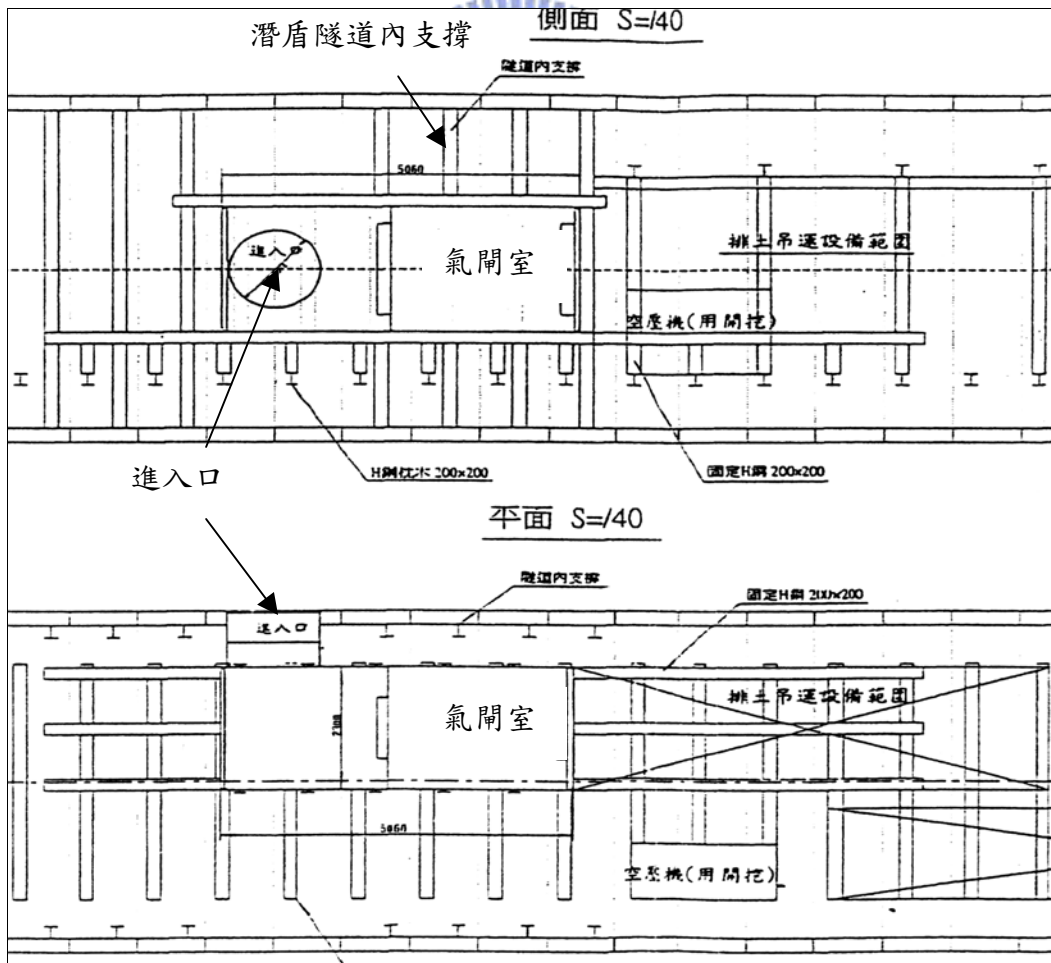 側面 S=/40
潛盾隧道內支撐
隧道內支撐
5060
進入口
氣閘室
排土吊運設備範圍
空壓機(用開挖)
進入口
H鋼枕木 200x200
固定H鋼 200x200
平面 S=/40
隧道內支撐
固定H鋼 200x200
進入口
氣閘室
排土吊運設備範圍
2300
5060
空壓機(用開挖)